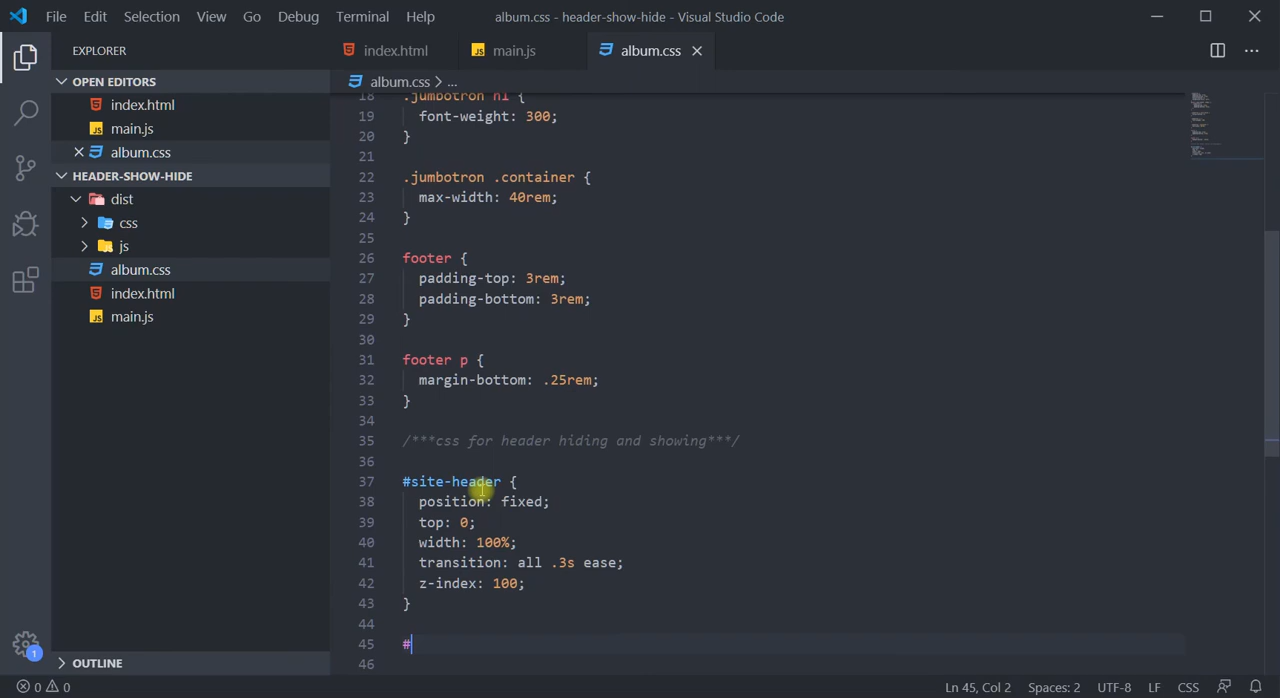 File Edit Selection View Go Debug Terminal Help
album.css - header-show-hide - Visual Studio Code
EXPLORER
index.html
main.js
album.css
OPEN EDITORS
index.html
main.js
album.css
HEADER-SHOW-HIDE
dist
css
js
album.css
index.html
main.js
OUTLINE
album.css > ...
18 .jumbotron h1 {
19 font-weight: 300;
20 }
21
22 .jumbotron .container {
23 max-width: 40rem;
24 }
25
26 footer {
27 padding-top: 3rem;
28 padding-bottom: 3rem;
29 }
30
31 footer p {
32 margin-bottom: .25rem;
33 }
34
35 /***css for header hiding and showing***/
36
37 #site-header {
38 position: fixed;
39 top: 0;
40 width: 100%;
41 transition: all .3s ease;
42 z-index: 100;
43 }
44
45 #
46
1
0 0
Ln 45, Col 2 Spaces: 2 UTF-8 LF CSS